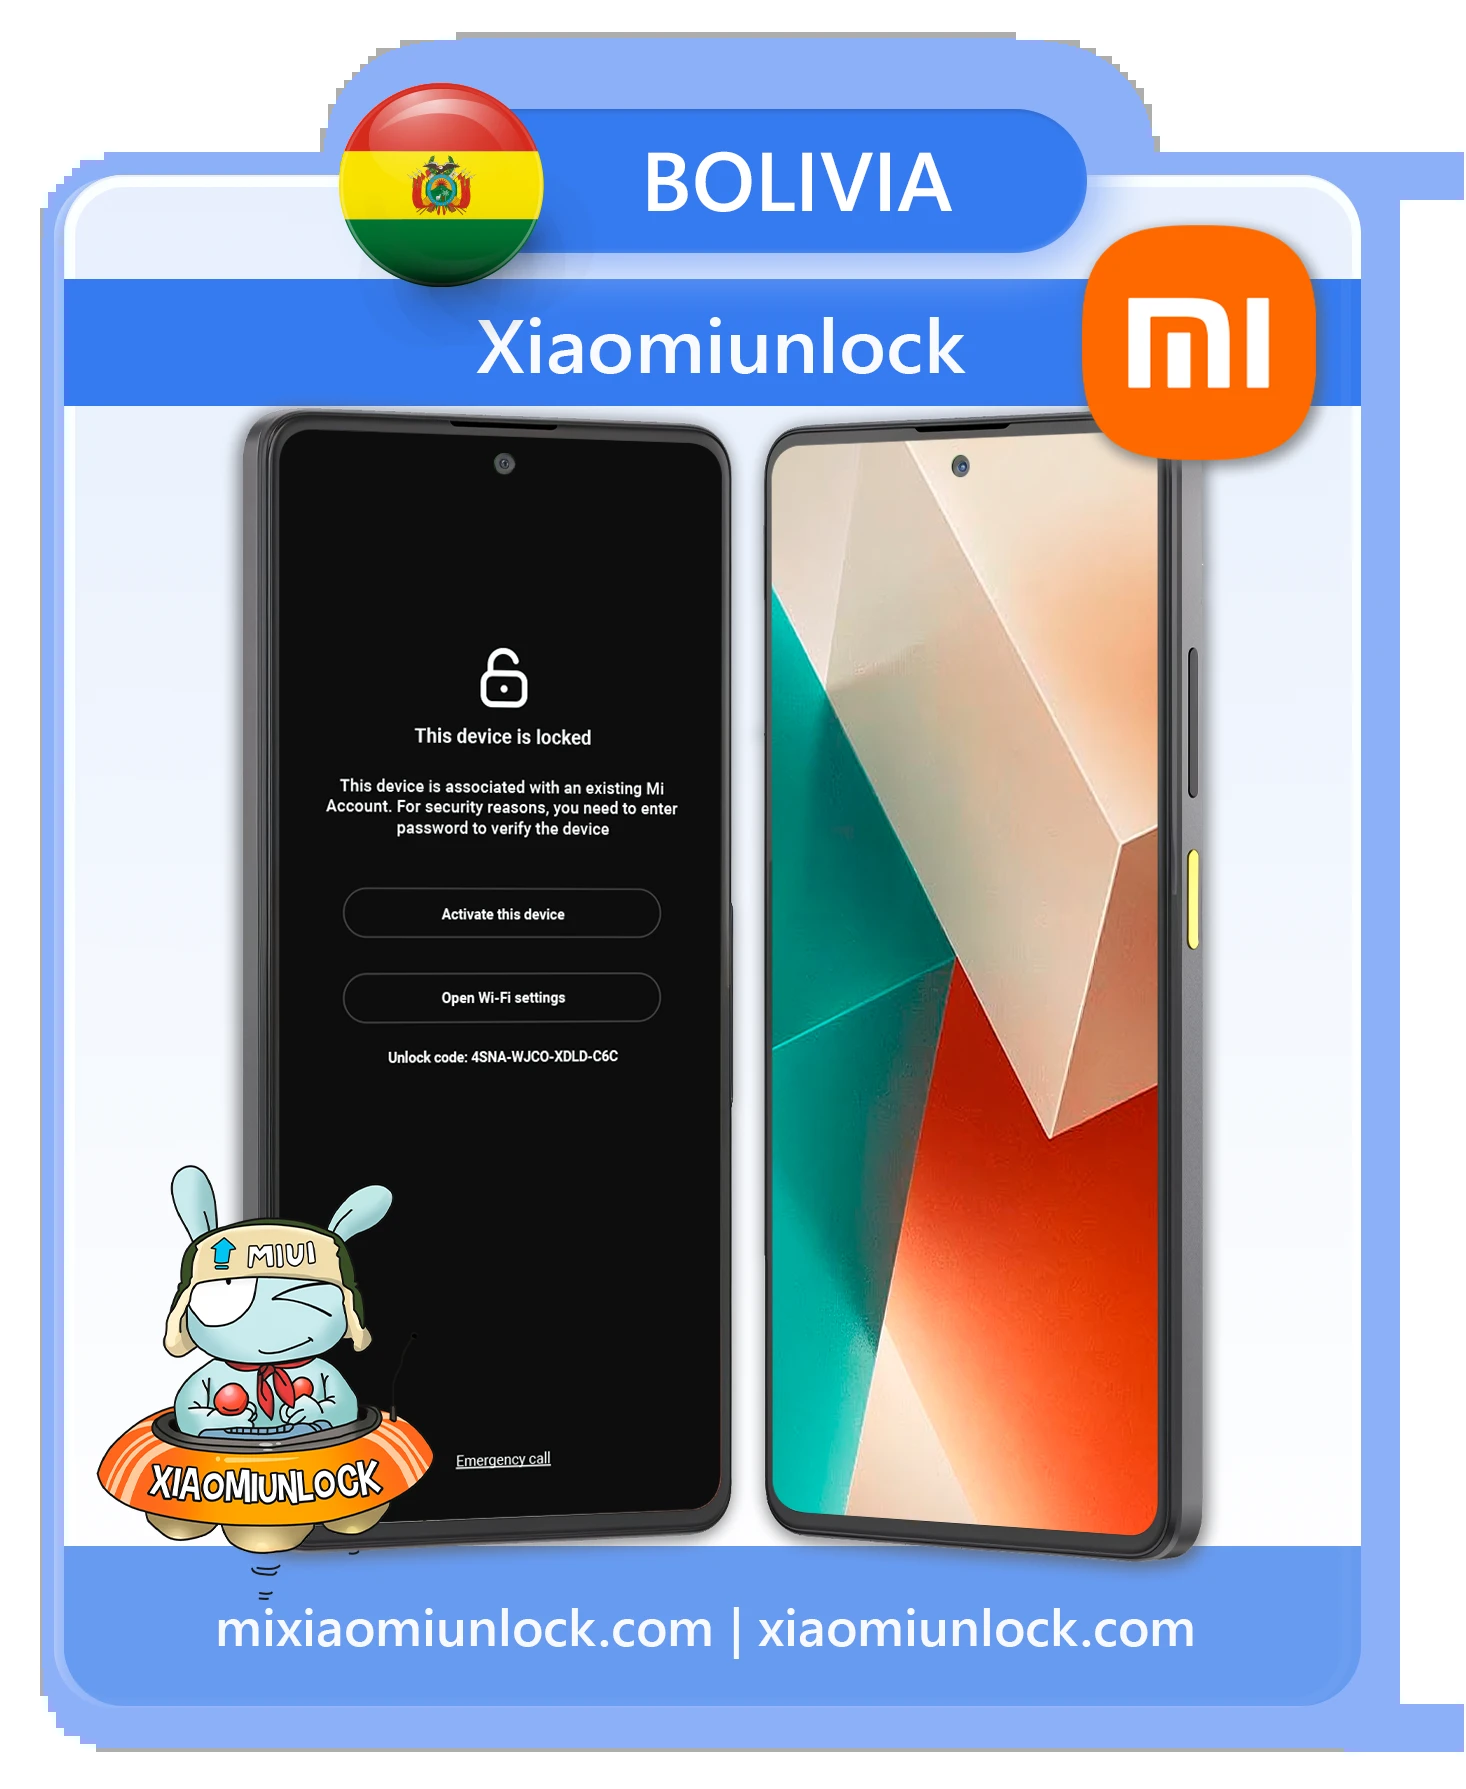 BOLIVIA
Xiaomiunlock
mi
This device is locked
This device is associated with an existing Mi
Account. For security reasons, you need to enter
password to verify the device
Activate this device
Open Wi-Fi settings
Unlock code: 4SNA-WJCO-XDLD-C6C
MIUI
XIAOMIUNLOCK
Emergency call
mixiaomiunlock.com | xiaomiunlock.com